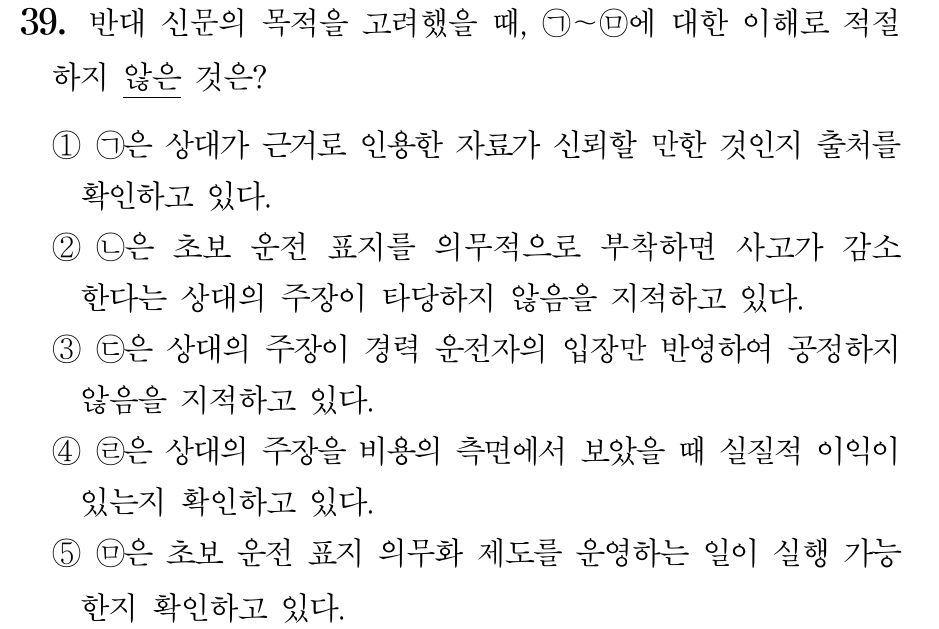 39. 반대 신문의 목적을 고려했을 때, ㉠~㉤에 대한 이해로 적절
하지 않은 것은?
① ㉠은 상대가 근거로 인용한 자료가 신뢰할 만한 것인지 출처를
확인하고 있다.
② ㉡은 초보 운전 표지를 의무적으로 부착하면 사고가 감소
한다는 상대의 주장이 타당하지 않음을 지적하고 있다.
③ ㉢은 상대의 주장이 경력 운전자의 입장만 반영하여 공정하지
않음을 지적하고 있다.
④ ㉣은 상대의 주장을 비용의 측면에서 보았을 때 실질적 이익이
있는지 확인하고 있다.
⑤ ㉤은 초보 운전 표지 의무화 제도를 운영하는 일이 실행 가능
한지 확인하고 있다.